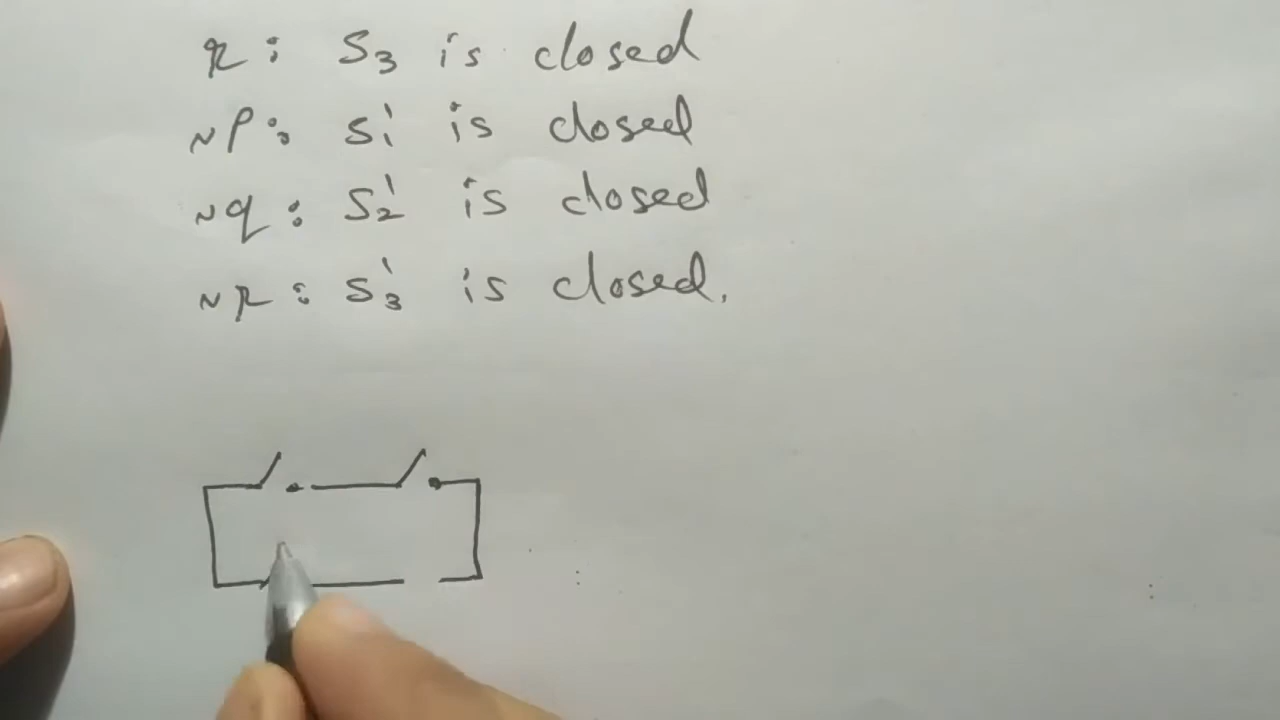 r : S3 is closed
~p : S1' is closed
~q : S2' is closed
~r : S3' is closed.